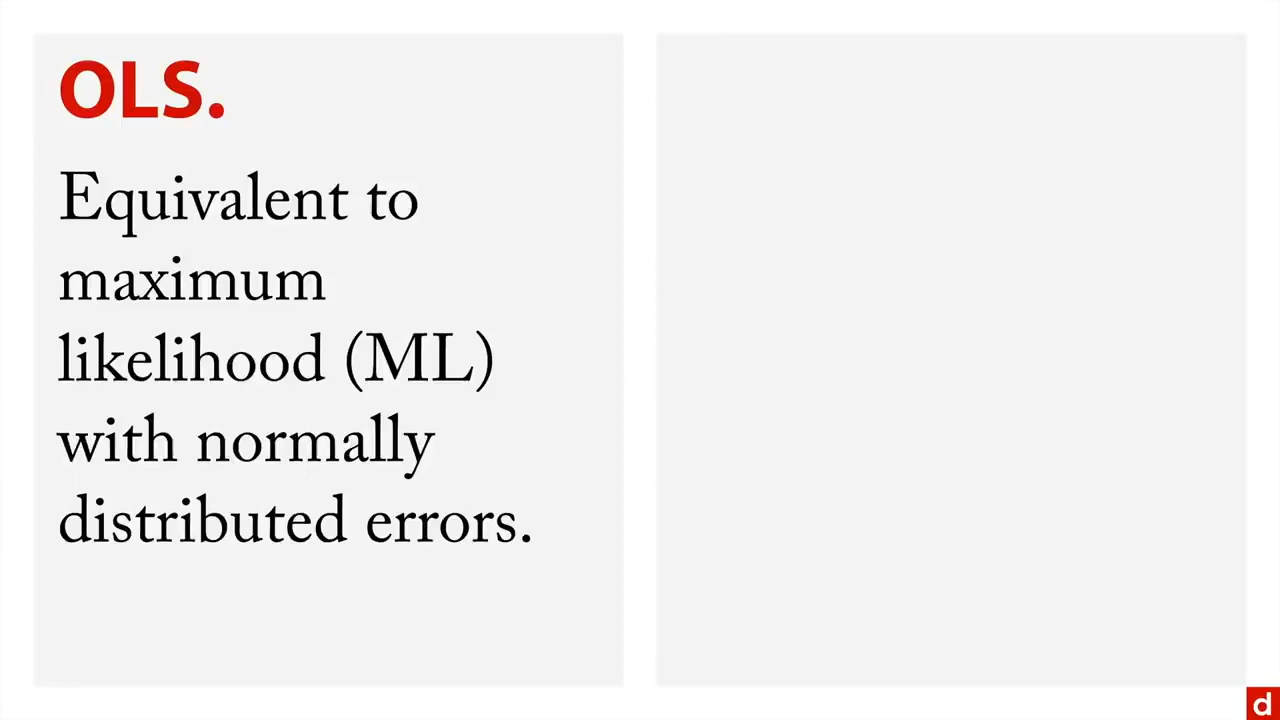 OLS.
Equivalent to
maximum
likelihood (ML)
with normally
distributed errors.
d